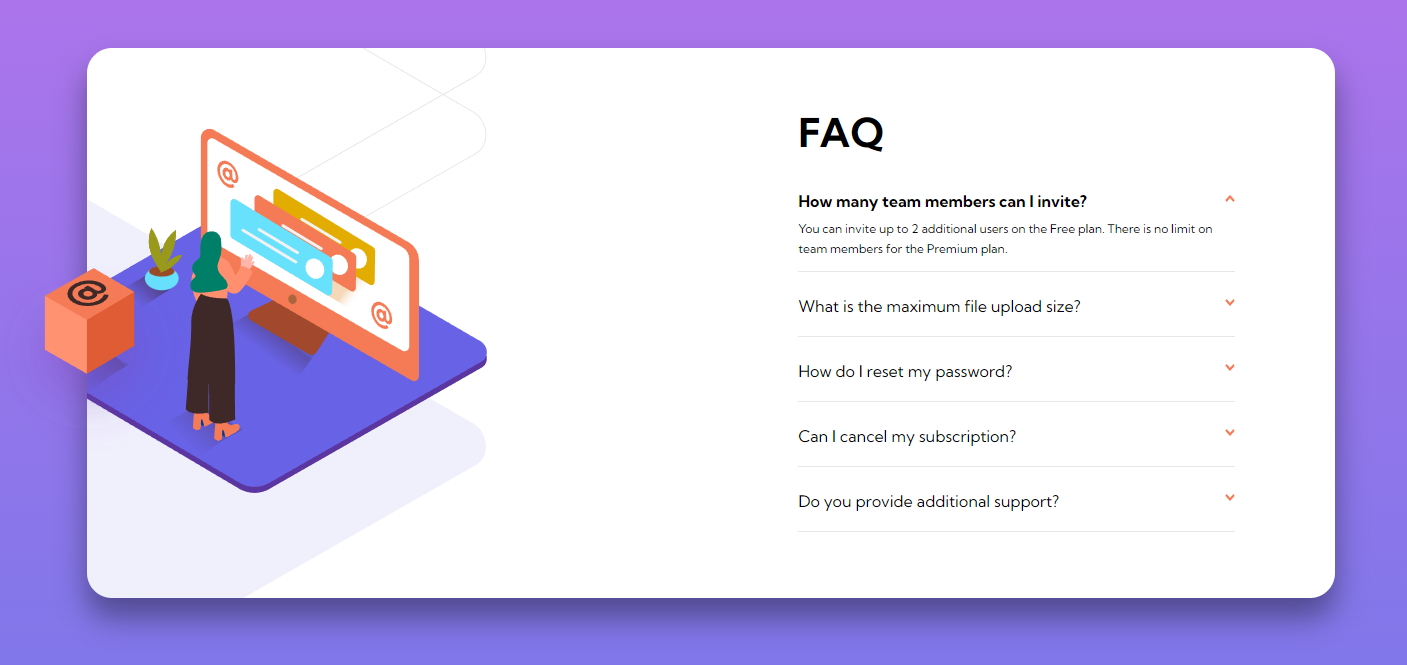 FAQ
How many team members can I invite?
You can invite up to 2 additional users on the Free plan. There is no limit on
team members for the Premium plan.
What is the maximum file upload size?
How do I reset my password?
Can I cancel my subscription?
Do you provide additional support?
@
@
@